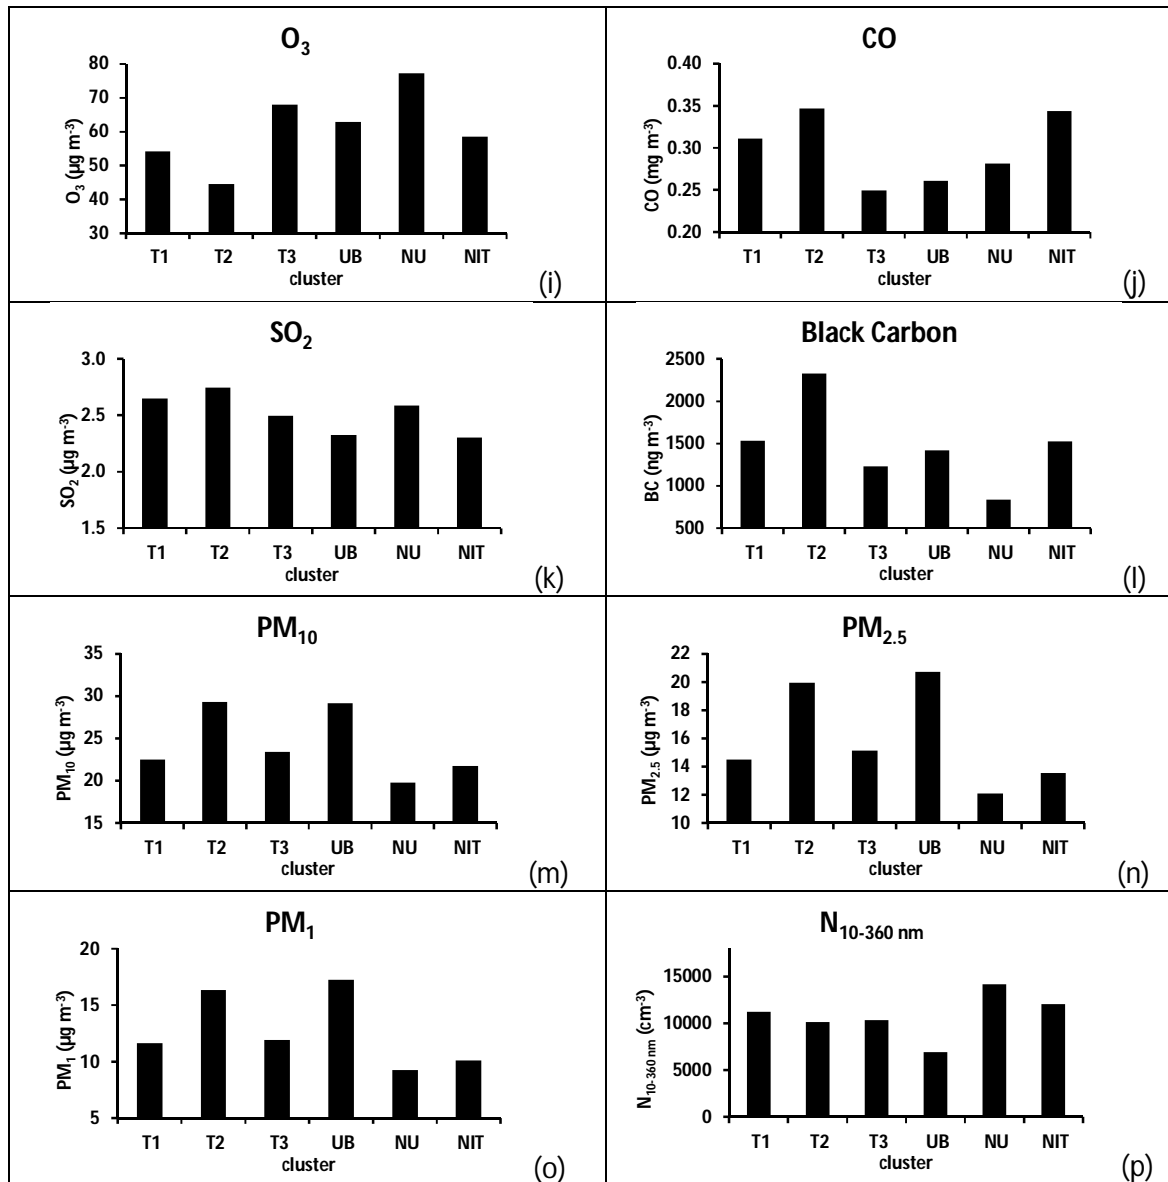 O₃
80
70
60
50
40
30
O₃ (µg m⁻³)
T1 T2 T3 UB NU NIT
cluster
(i)
CO
0.40
0.35
0.30
0.25
0.20
CO (mg m⁻³)
T1 T2 T3 UB NU NIT
cluster
(j)
SO₂
3.0
2.5
2.0
1.5
SO₂ (µg m⁻³)
T1 T2 T3 UB NU NIT
cluster
(k)
Black Carbon
2500
2000
1500
1000
500
BC (ng m⁻³)
T1 T2 T3 UB NU NIT
cluster
(l)
PM₁₀
35
30
25
20
15
PM₁₀ (µg m⁻³)
T1 T2 T3 UB NU NIT
cluster
(m)
PM₂.₅
22
20
18
16
14
12
10
PM₂.₅ (µg m⁻³)
T1 T2 T3 UB NU NIT
cluster
(n)
PM₁
20
15
10
5
PM₁ (µg m⁻³)
T1 T2 T3 UB NU NIT
cluster
(o)
N₁₀₋₃₆₀ ₙₘ
15000
10000
5000
0
N₁₀₋₃₆₀ ₙₘ (cm⁻³)
T1 T2 T3 UB NU NIT
cluster
(p)